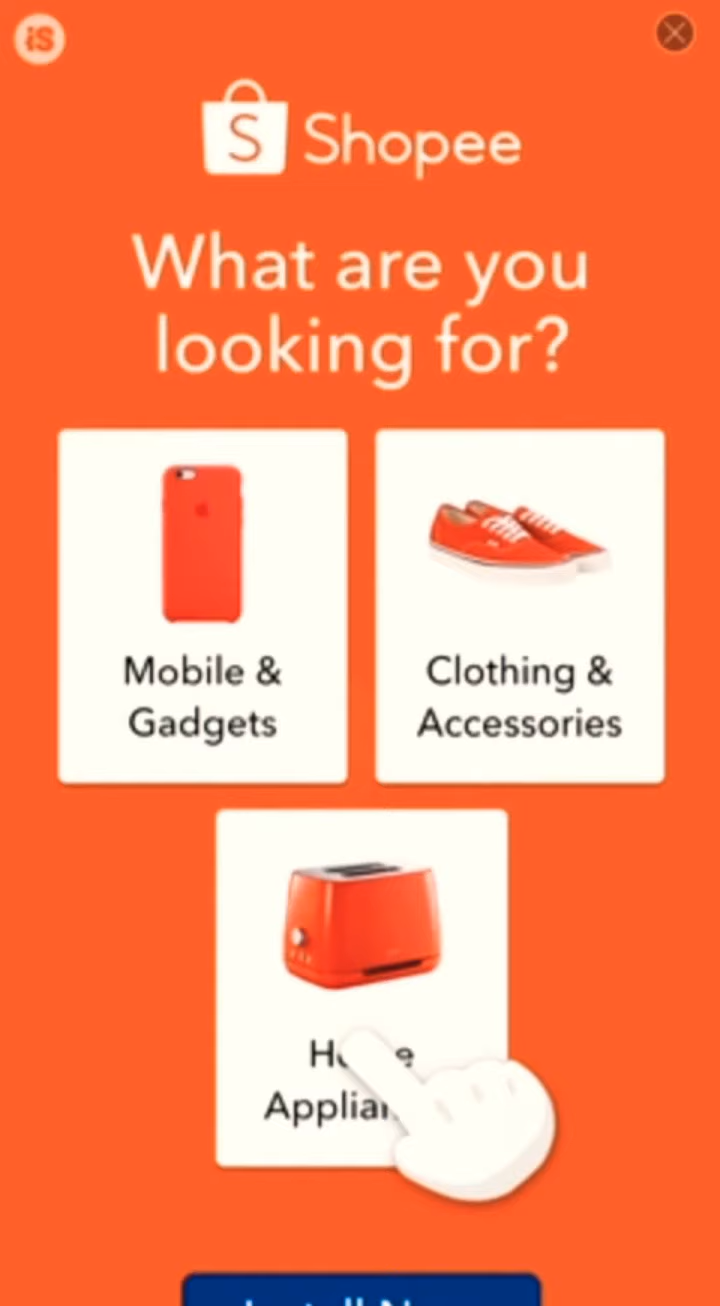 iS
S Shopee
What are you
looking for?
Mobile &
Gadgets
Clothing &
Accessories